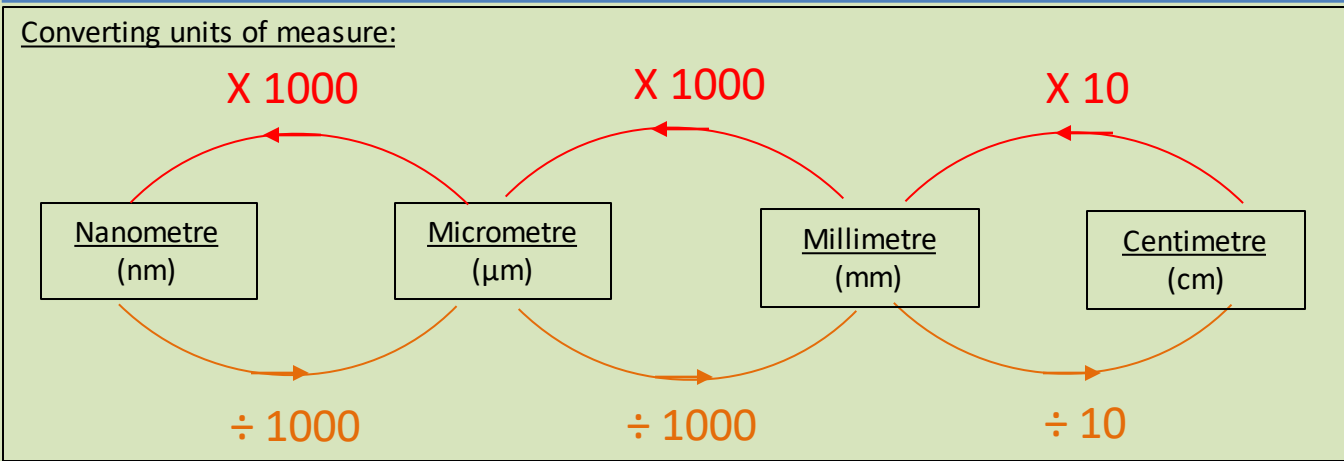 Converting units of measure:
X 1000
X 1000
X 10
Nanometre
(nm)
Micrometre
(µm)
Millimetre
(mm)
Centimetre
(cm)
÷ 1000
÷ 1000
÷ 10